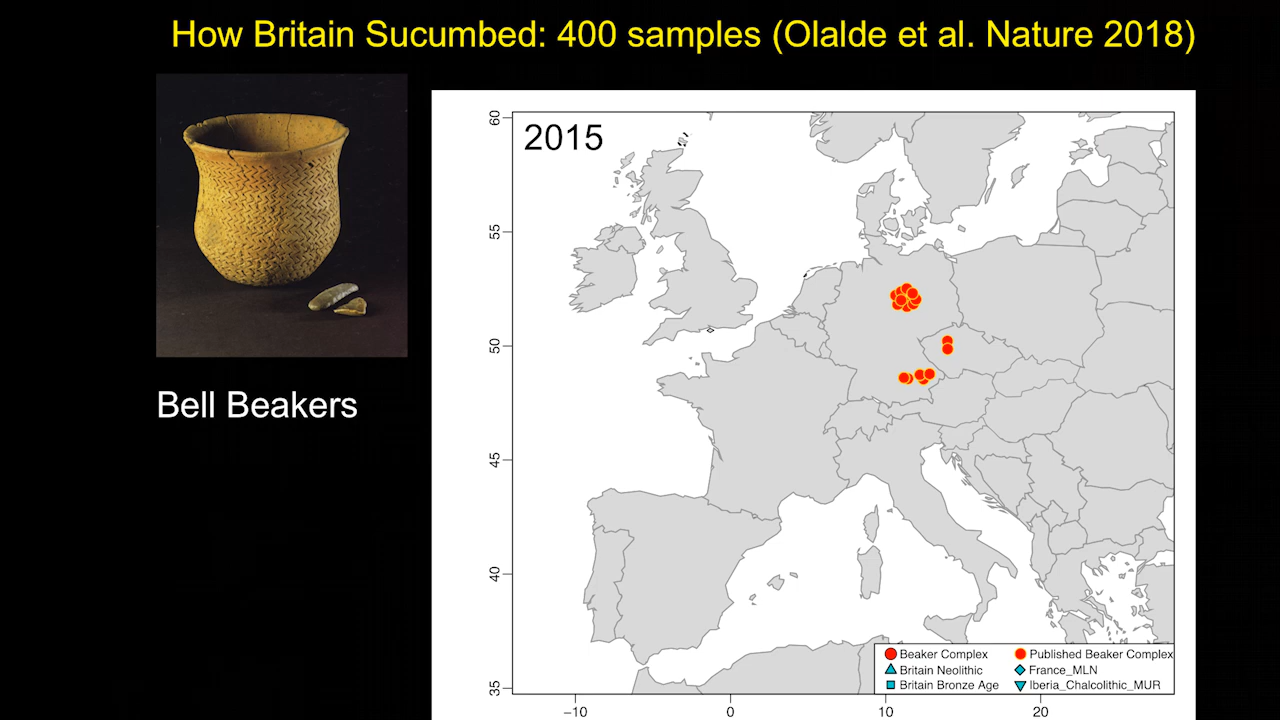 How Britain Sucumbed: 400 samples (Olalde et al. Nature 2018)
2015
60
55
50
45
40
35
−10
0
10
20
Bell Beakers
Beaker Complex
Published Beaker Complex
Britain Neolithic
France_MLN
Britain Bronze Age
Iberia_Chalcolithic_MUR